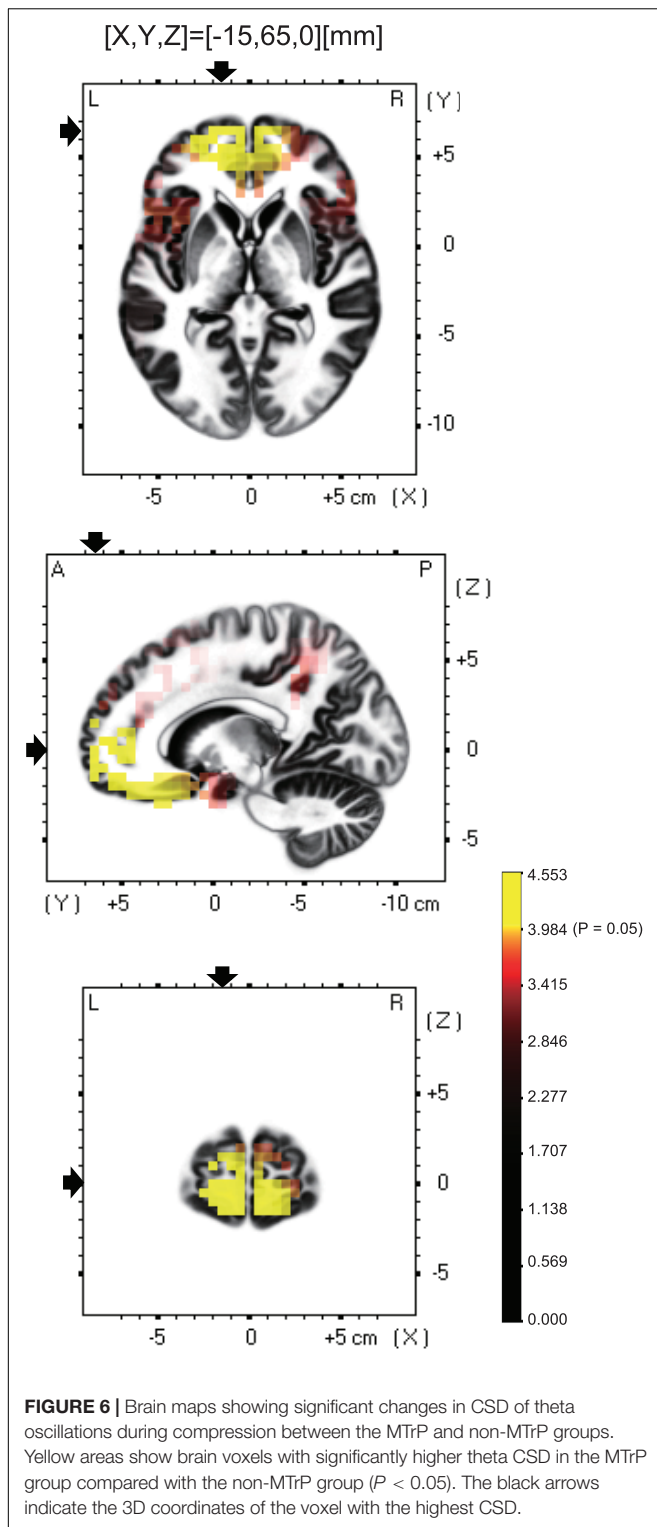 [X,Y,Z]=[-15,65,0][mm]
L R (Y)
+5
0
-5
-10
-5 0 +5 cm (X)
A P (Z)
+5
0
-5
(Y) +5 0 -5 -10 cm
4.553
3.984 (P = 0.05)
3.415
2.846
2.277
1.707
1.138
0.569
0.000
L R (Z)
+5
0
-5
-5 0 +5 cm (X)
FIGURE 6 | Brain maps showing significant changes in CSD of theta
oscillations during compression between the MTrP and non-MTrP groups.
Yellow areas show brain voxels with significantly higher theta CSD in the MTrP
group compared with the non-MTrP group (P < 0.05). The black arrows
indicate the 3D coordinates of the voxel with the highest CSD.